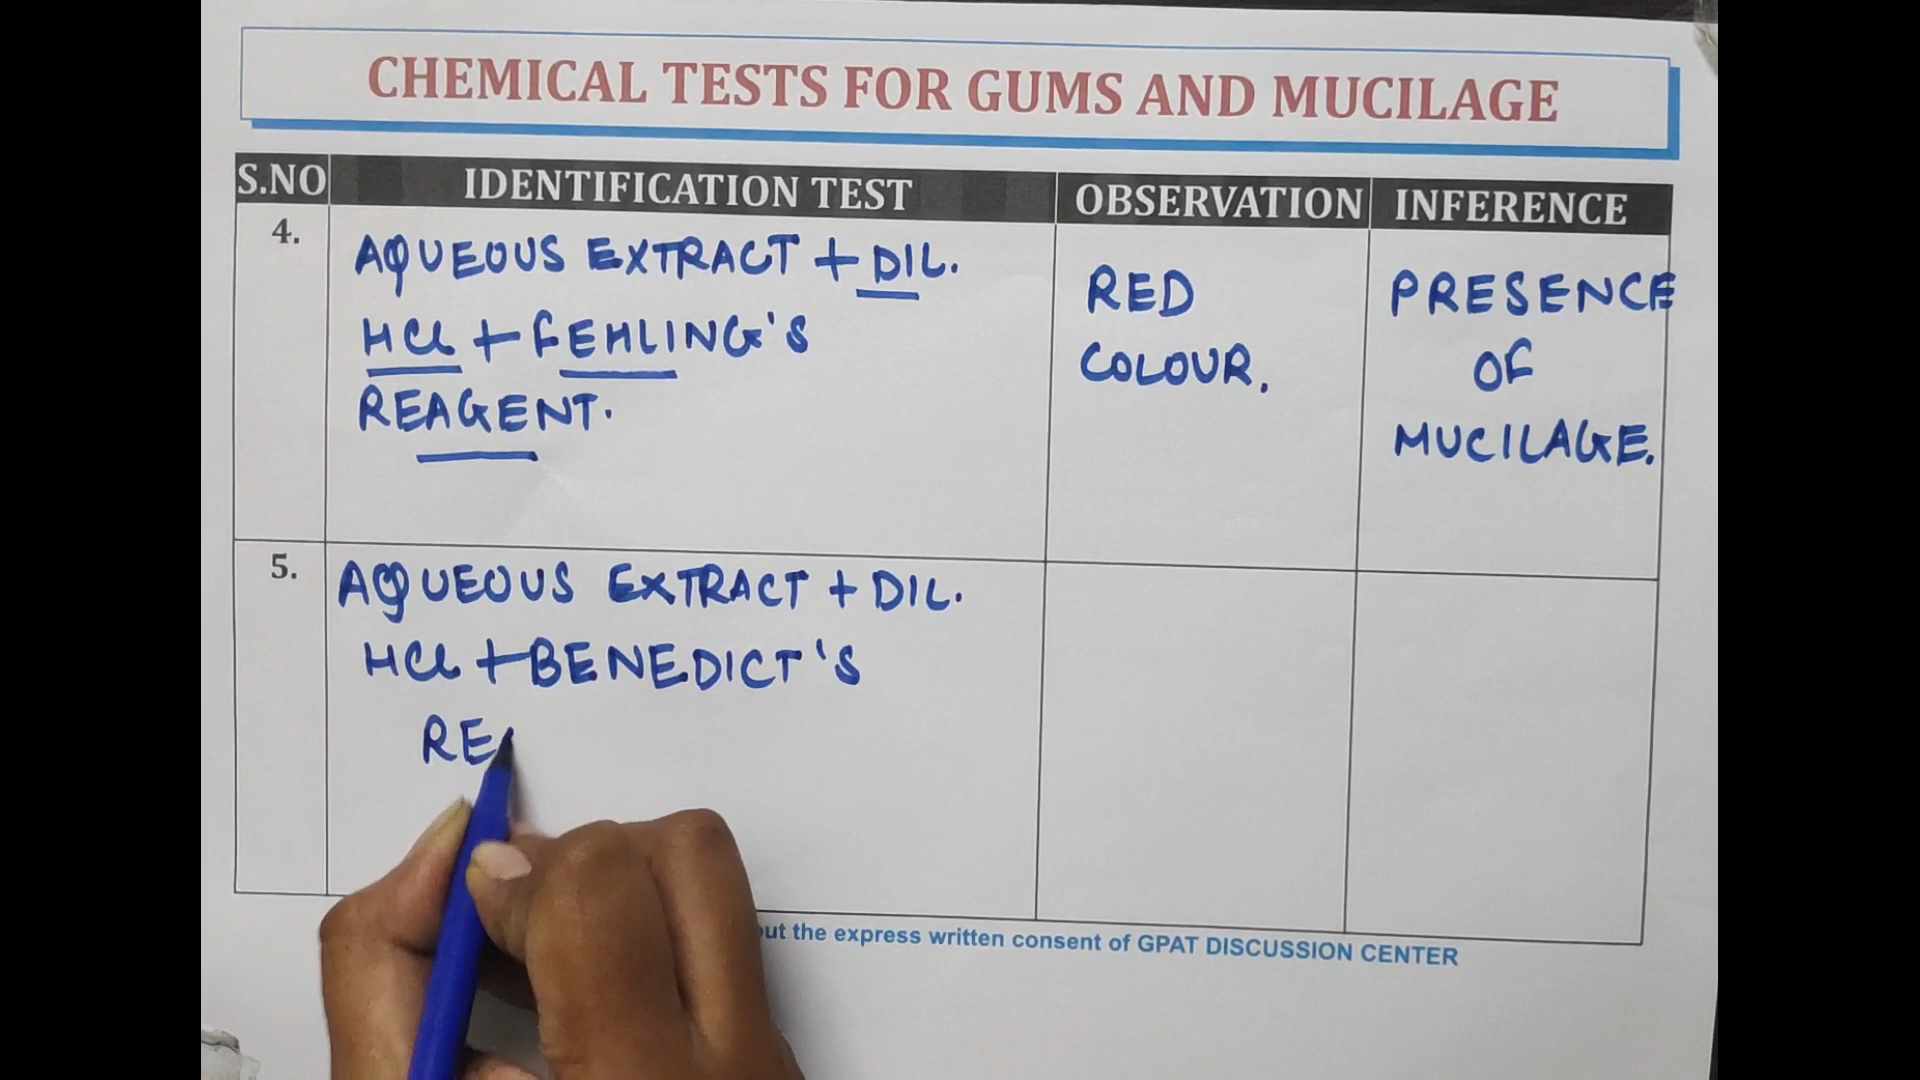 CHEMICAL TESTS FOR GUMS AND MUCILAGE
S.NO IDENTIFICATION TEST OBSERVATION INFERENCE
4.
AQUEOUS EXTRACT + DIL.
HCl + FEHLING'S
REAGENT.
RED
COLOUR.
PRESENCE
OF
MUCILAGE.
5.
AQUEOUS EXTRACT + DIL.
HCl + BENEDICT'S
RE
the express written consent of GPAT DISCUSSION CENTER